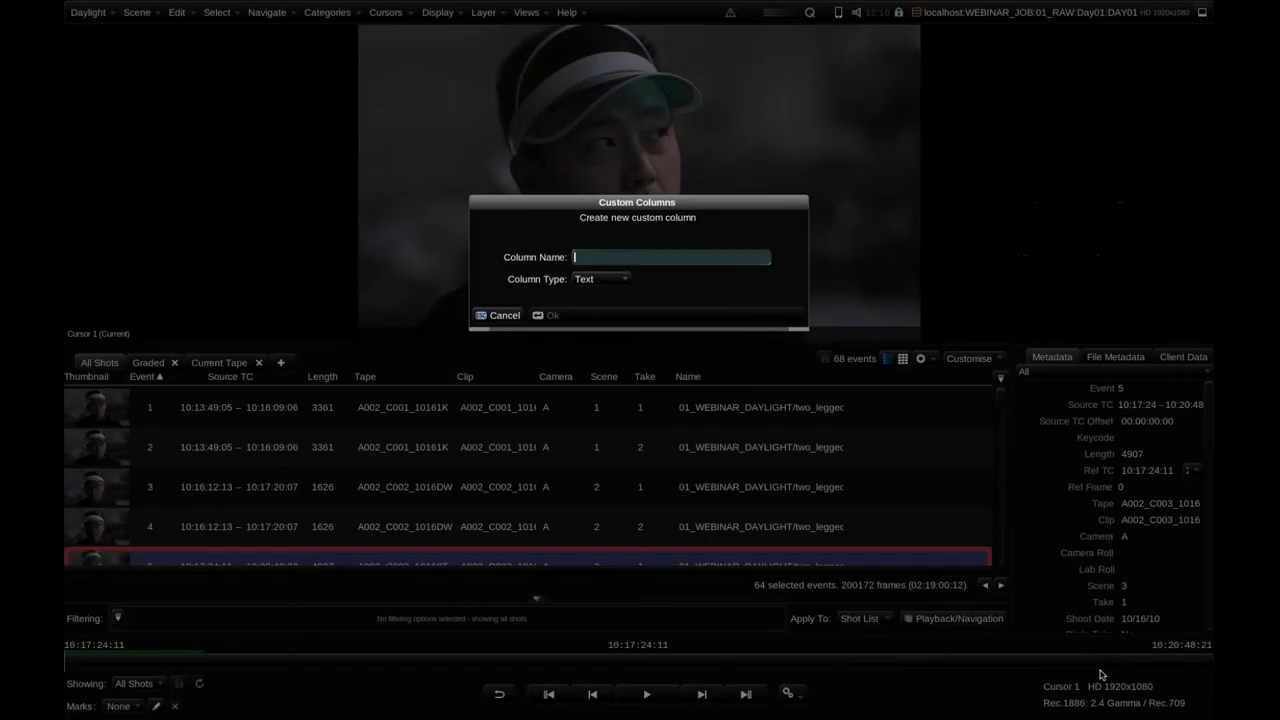 Daylight Scene Edit Select Navigate Categories Cursors Display Layer Views Help 12:16 localhost:WEBINAR_JOB:01_RAW:Day01:DAY01 HD 1920x1080
Custom Columns
Create new custom column
Column Name:
Column Type: Text
Cancel Ok
Cursor 1 (Current)
All Shots Graded Current Tape 68 events Customise
Metadata File Metadata Client Data
Thumbnail Event Source TC Length Tape Clip Camera Scene Take Name
All
1 10:13:49:05 – 10:16:09:06 3361 A002_C001_10161K A002_C001_101 A 1 1 01_WEBINAR_DAYLIGHT/two_legged
2 10:13:49:05 – 10:16:09:06 3361 A002_C001_10161K A002_C001_101 A 1 2 01_WEBINAR_DAYLIGHT/two_legged
3 10:16:12:13 – 10:17:20:07 1626 A002_C002_1016DW A002_C002_101 A 2 1 01_WEBINAR_DAYLIGHT/two_legged
4 10:16:12:13 – 10:17:20:07 1626 A002_C002_1016DW A002_C002_101 A 2 2 01_WEBINAR_DAYLIGHT/two_legged
Event 5
Source TC 10:17:24 - 10:20:48
Source TC Offset 00:00:00:00
Keycode
Length 4907
Ref TC 10:17:24:11
Ref Frame 0
Tape A002_C003_1016
Clip A002_C003_1016
Camera A
Camera Roll
Lab Roll
Scene 3
Take 1
Shoot Date 10/16/10
64 selected events. 200172 frames (02:19:00:12).
Filtering: No filtering options selected - showing all shots Apply To: Shot List Playback/Navigation
10:17:24:11 10:17:24:11 10:20:48:21
Showing: All Shots
Marks: None
Cursor 1 HD 1920x1080
Rec.1886: 2.4 Gamma / Rec.709